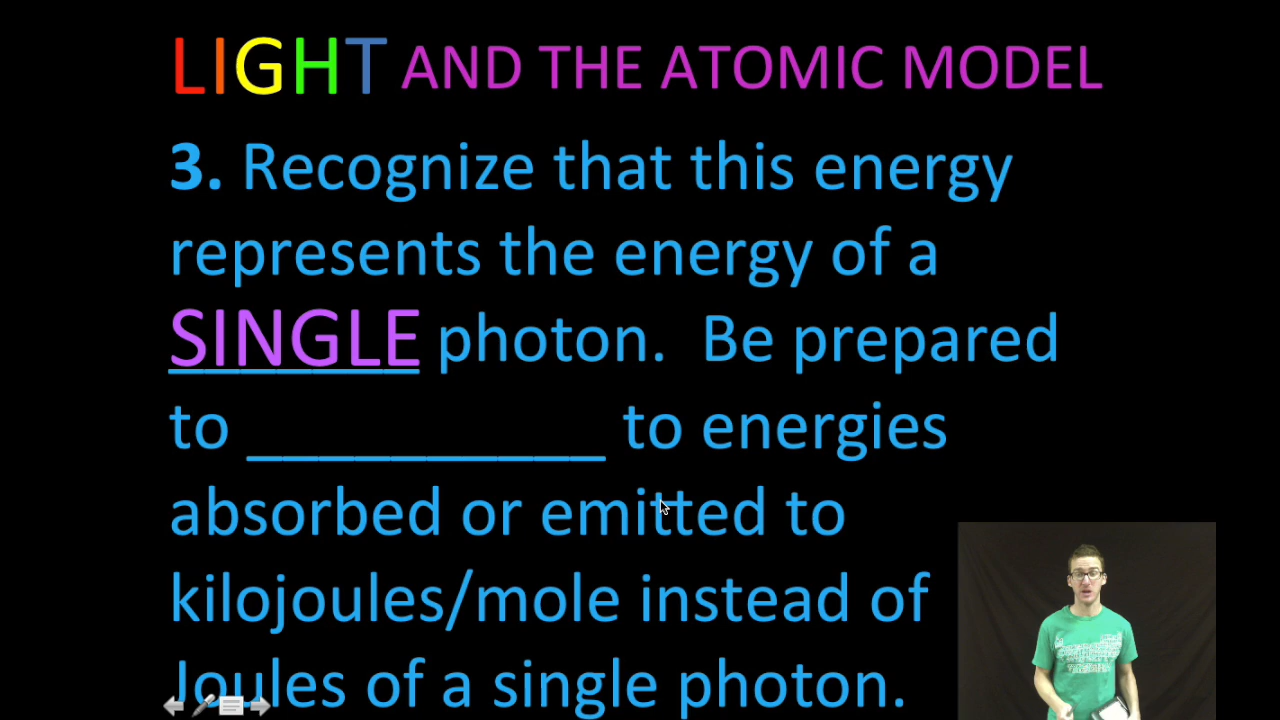 LIGHT AND THE ATOMIC MODEL
3. Recognize that this energy
represents the energy of a
SINGLE photon. Be prepared
to __________ to energies
absorbed or emitted to
kilojoules/mole instead of
Joules of a single photon.